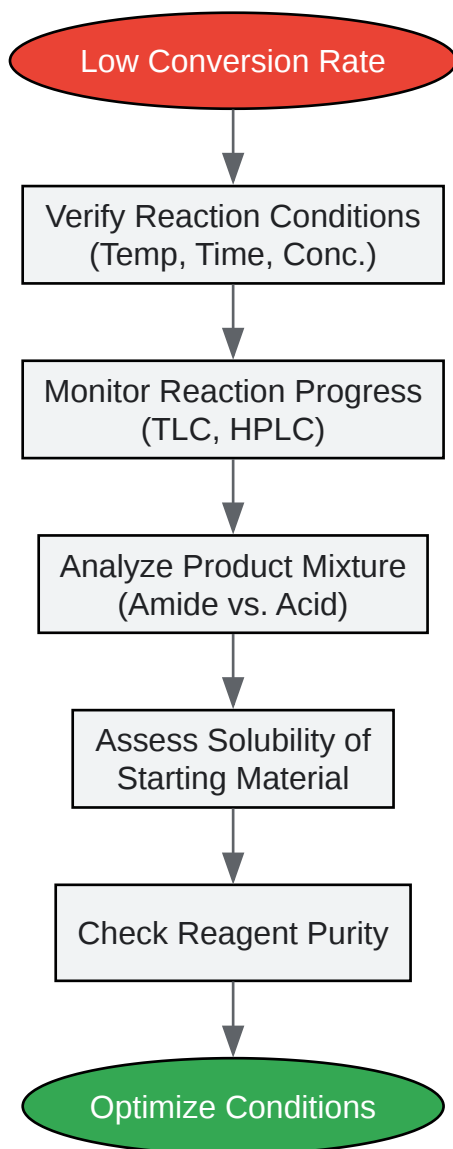 Low Conversion Rate
Verify Reaction Conditions
(Temp, Time, Conc.)
Monitor Reaction Progress
(TLC, HPLC)
Analyze Product Mixture
(Amide vs. Acid)
Assess Solubility of
Starting Material
Check Reagent Purity
Optimize Conditions